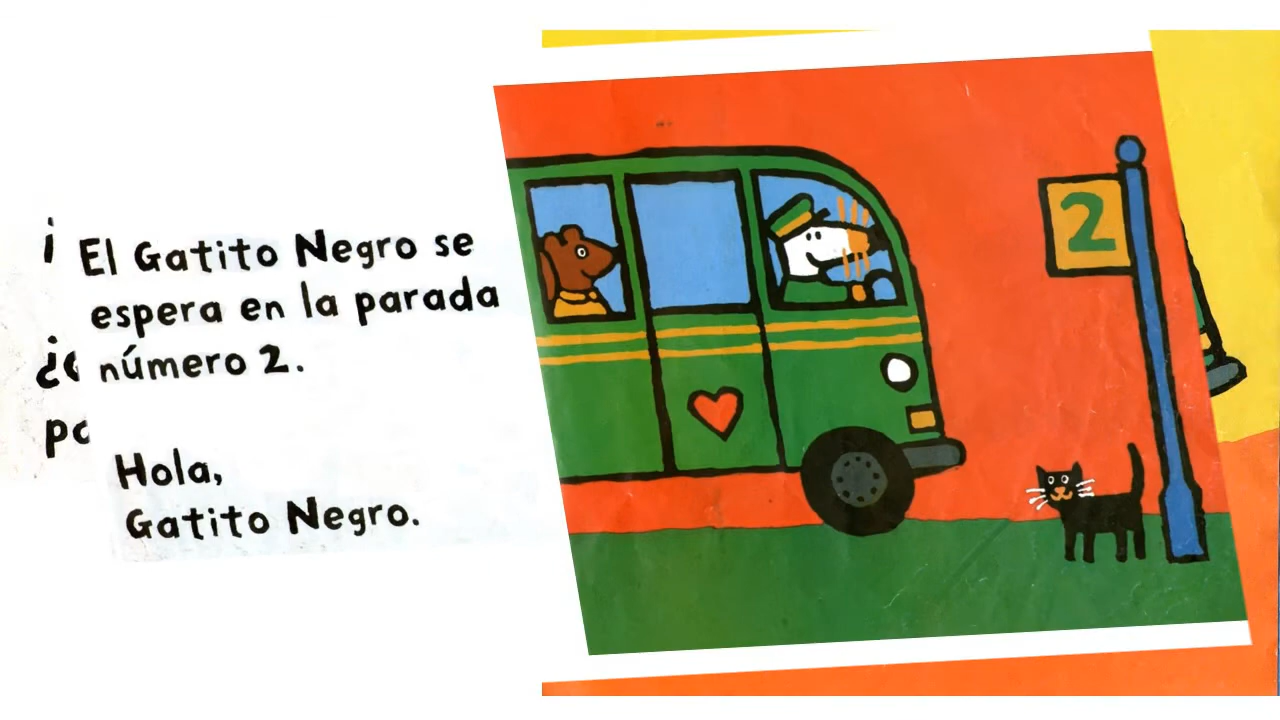 El Gatito Negro se
espera en la parada
número 2.
Hola,
Gatito Negro.
2